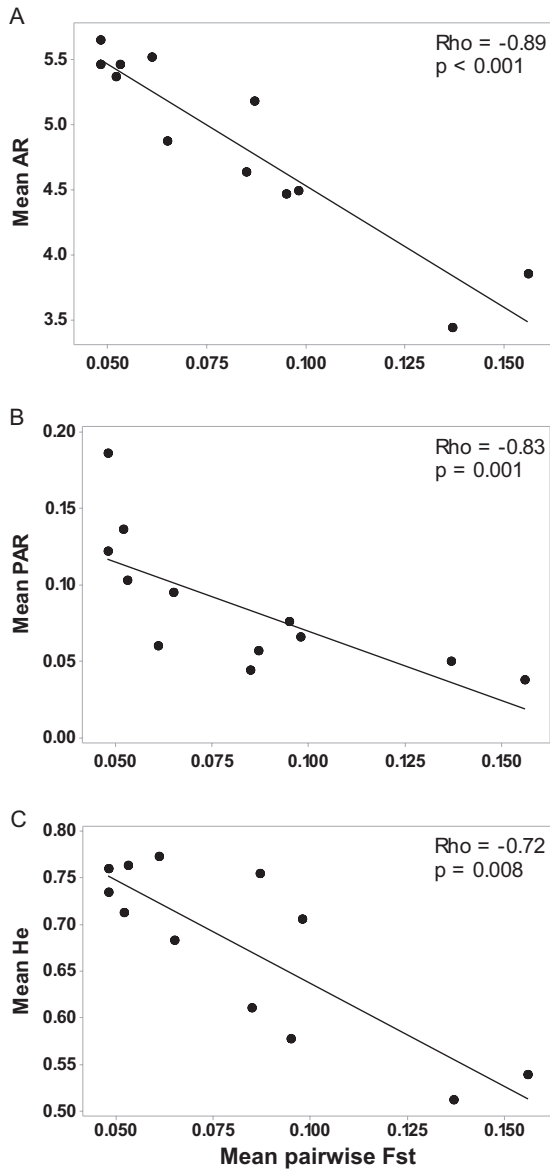 A
Rho = -0.89
p < 0.001
5.5
5.0
4.5
4.0
3.5
Mean AR
0.050 0.075 0.100 0.125 0.150
B
Rho = -0.83
p = 0.001
0.20
0.15
0.10
0.05
0.00
Mean PAR
0.050 0.075 0.100 0.125 0.150
C
Rho = -0.72
p = 0.008
0.80
0.75
0.70
0.65
0.60
0.55
0.50
Mean He
0.050 0.075 0.100 0.125 0.150
Mean pairwise Fst